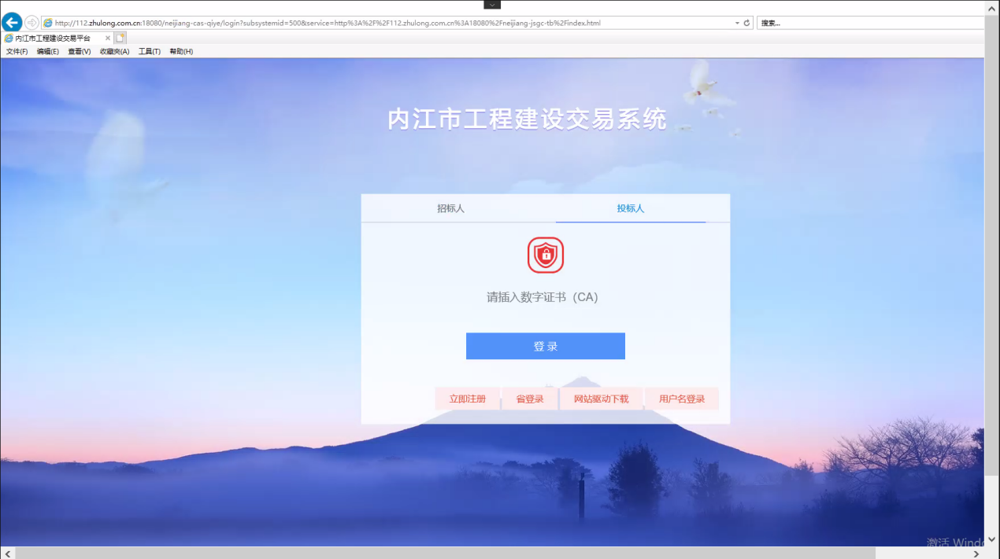 http://112.zhulong.com.cn:18080/neijiang-cas-qiye/login?subsystemid=500&service=http%3A%2F%2F112.zhulong.com.cn%3A18080%2Fneijiang-jsgc-tb%2Findex.html 搜索...
内江市工程建设交易平台
文件(F) 编辑(E) 查看(V) 收藏夹(A) 工具(T) 帮助(H)
内江市工程建设交易系统
招标人 投标人
请插入数字证书（CA）
登 录
立即注册 省登录 网站驱动下载 用户名登录
激活 Windo